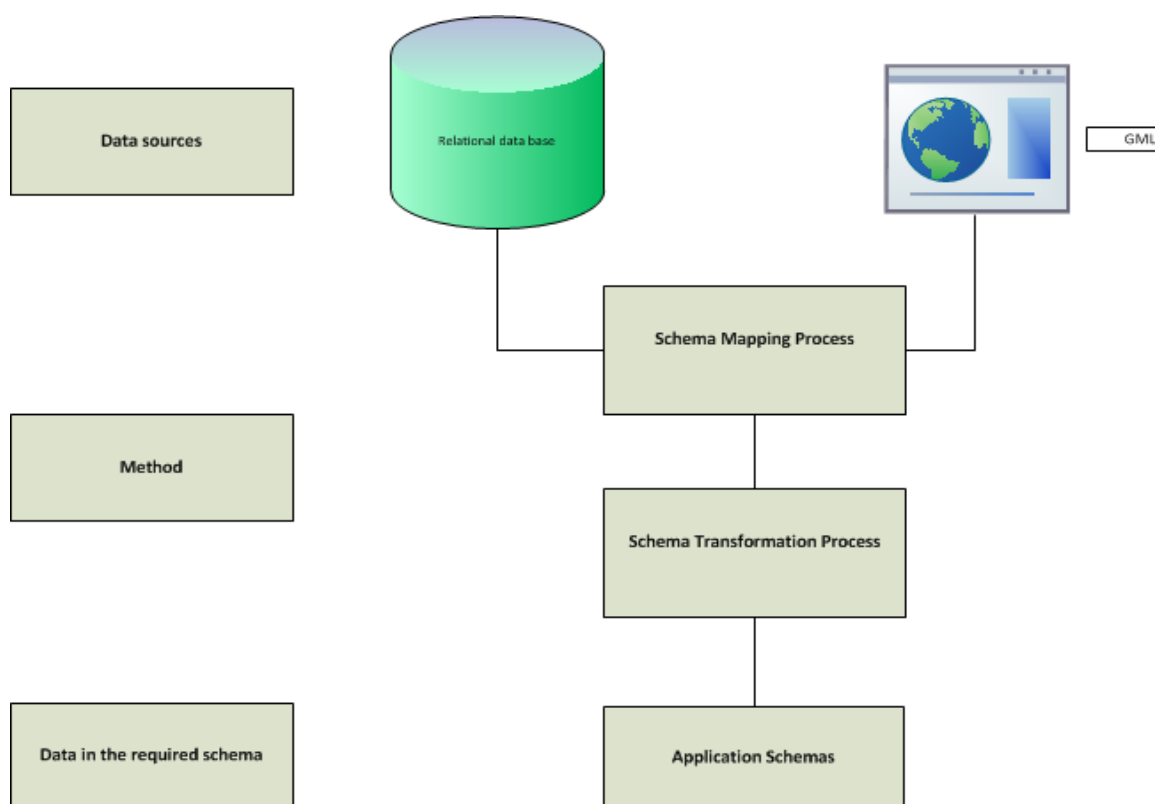 Data sources
Relational data base
GML
Schema Mapping Process
Method
Schema Transformation Process
Data in the required schema
Application Schemas